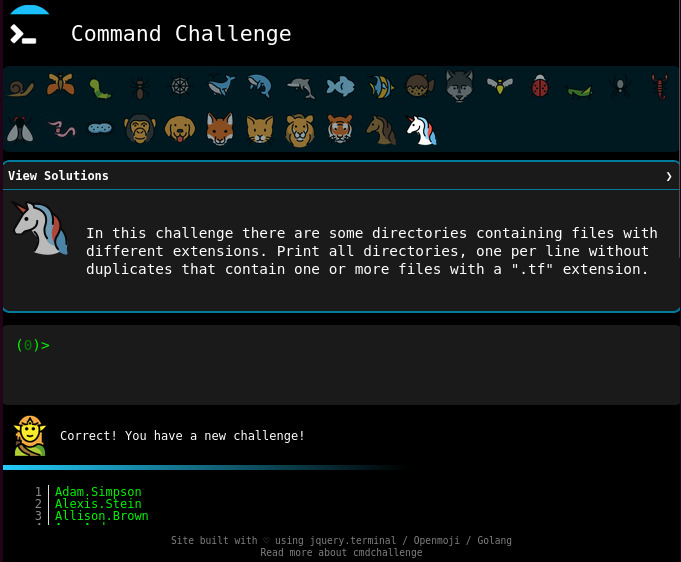 Command Challenge
View Solutions ❯
In this challenge there are some directories containing files with
different extensions. Print all directories, one per line without
duplicates that contain one or more files with a ".tf" extension.
(0)>
Correct! You have a new challenge!
1 Adam.Simpson
2 Alexis.Stein
3 Allison.Brown
Site built with ♡ using jquery.terminal / Openmoji / Golang
Read more about cmdchallenge